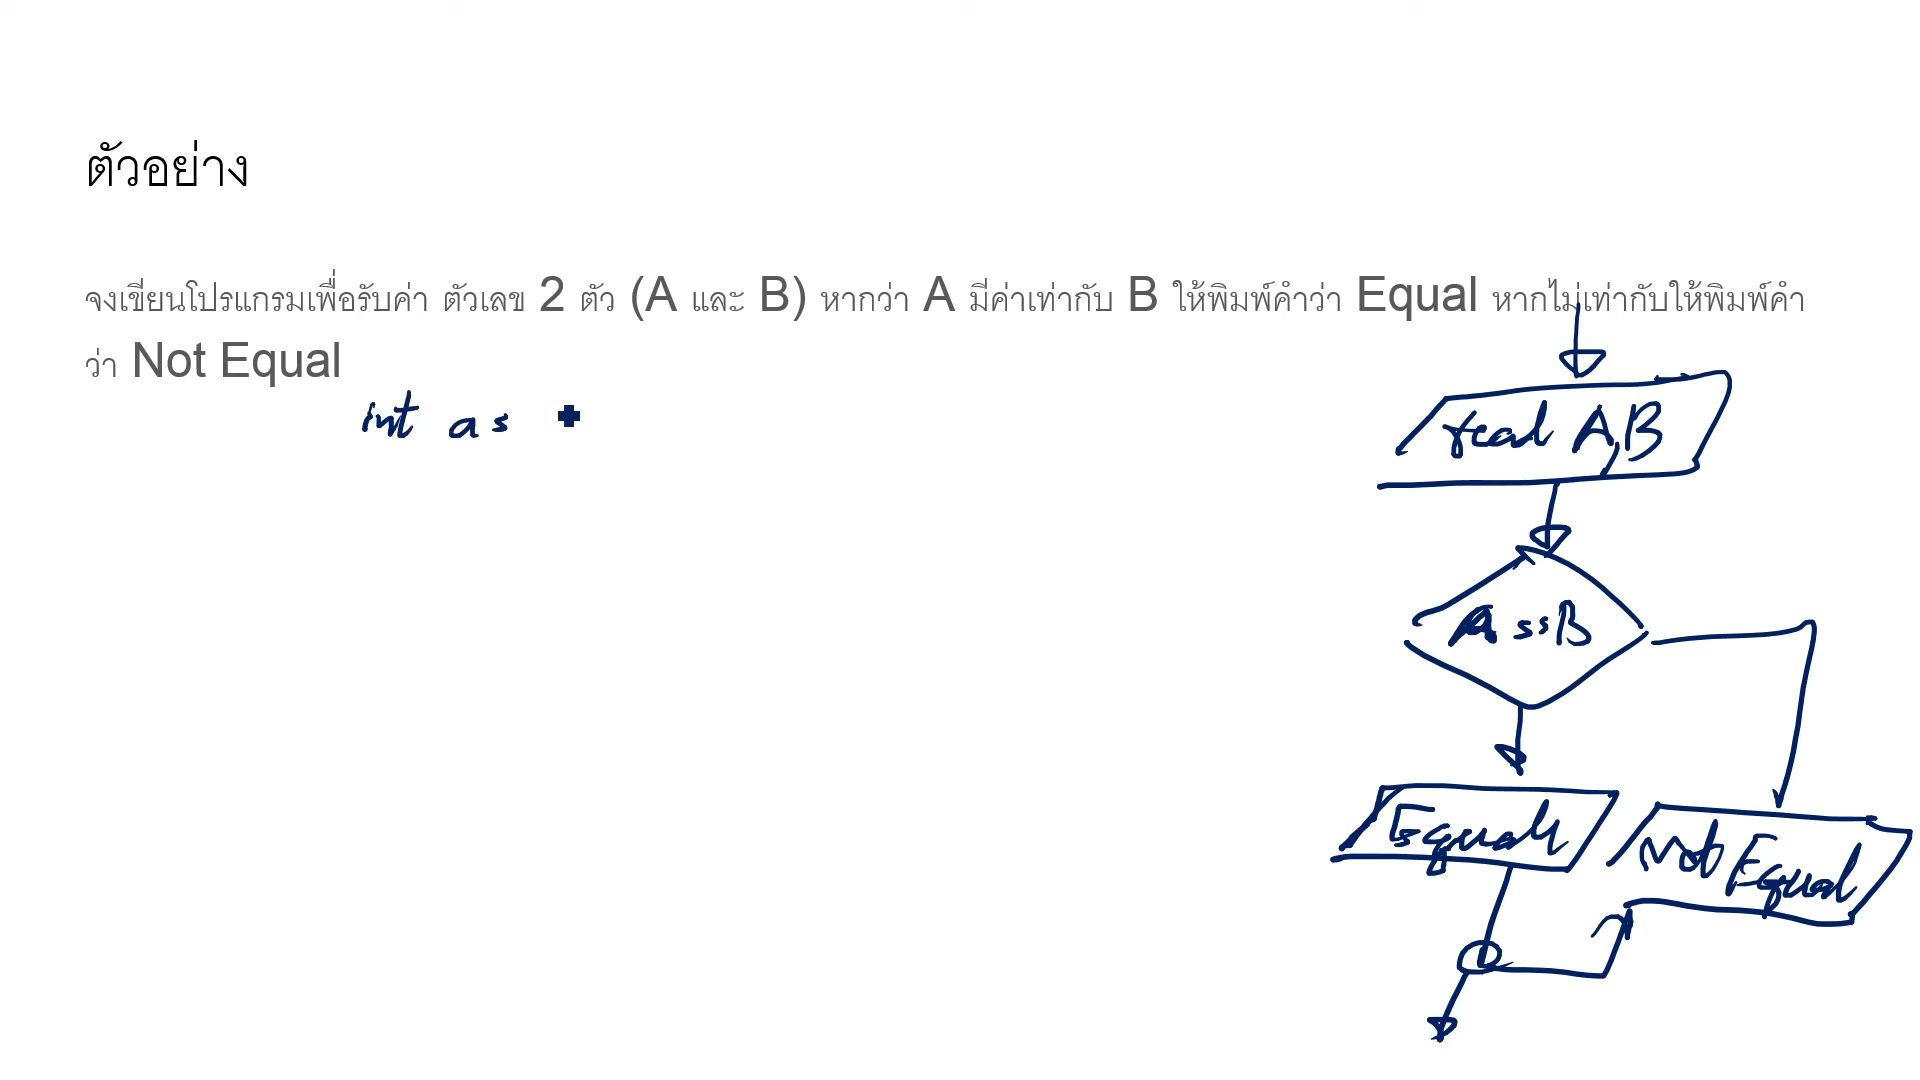 ตัวอย่าง
จงเขียนโปรแกรมเพื่อรับค่า ตัวเลข 2 ตัว (A และ B) หากว่า A มีค่าเท่ากับ B ให้พิมพ์คำว่า Equal หากไม่เท่ากับให้พิมพ์คำ
ว่า Not Equal
int a =
read A,B
A == B
Equal
Not Equal